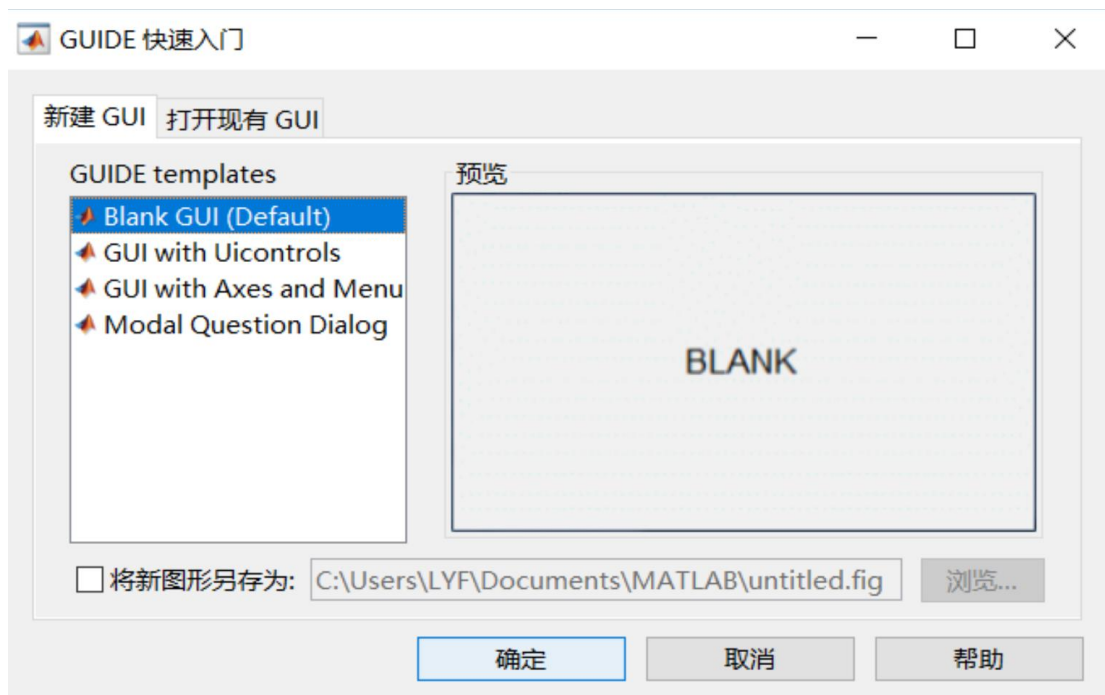 GUIDE 快速入门
新建 GUI 打开现有 GUI
GUIDE templates
Blank GUI (Default)
GUI with Uicontrols
GUI with Axes and Menu
Modal Question Dialog
预览
BLANK
将新图形另存为: C:\Users\LYF\Documents\MATLAB\untitled.fig 浏览...
确定 取消 帮助